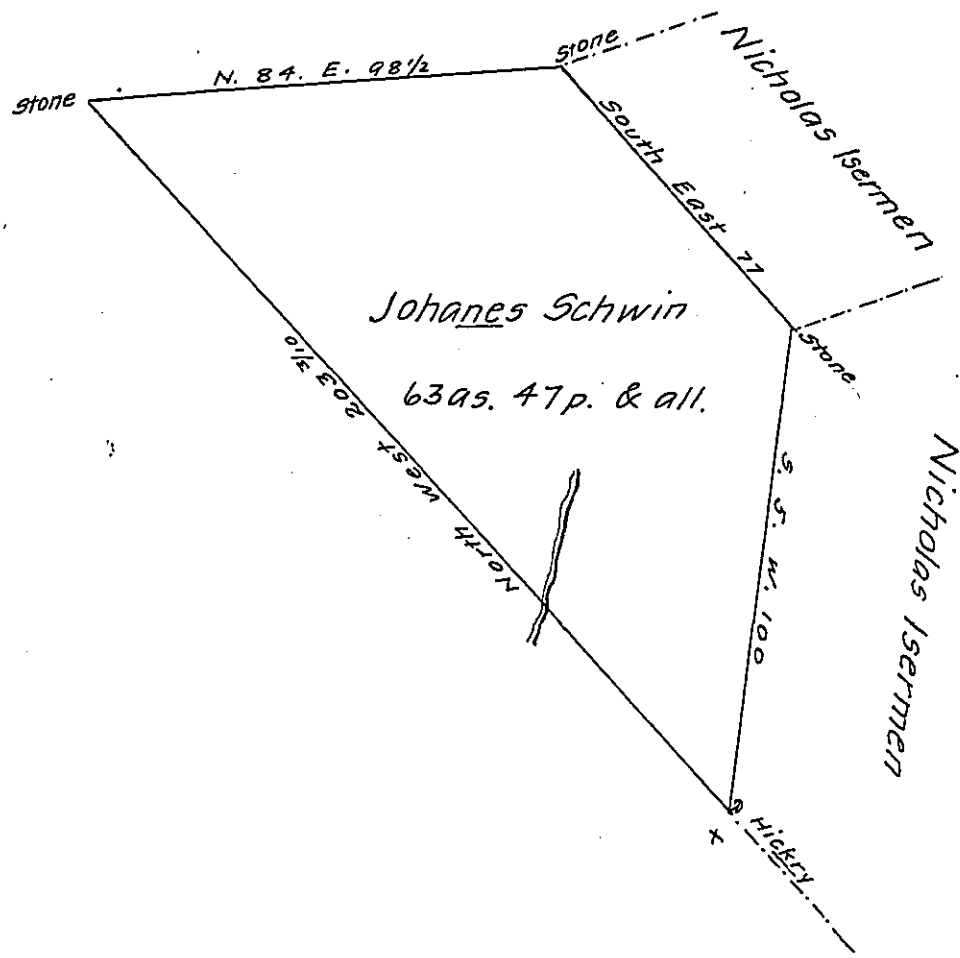 Stone
N. 84. E. 98½
Stone
South East 77
Nicholas Isermen
Johanes Schwin
63as. 47p. & all.
Stone
North West 203 3/10
S. 5. W. 100
Nicholas Isermen
x
Hickry